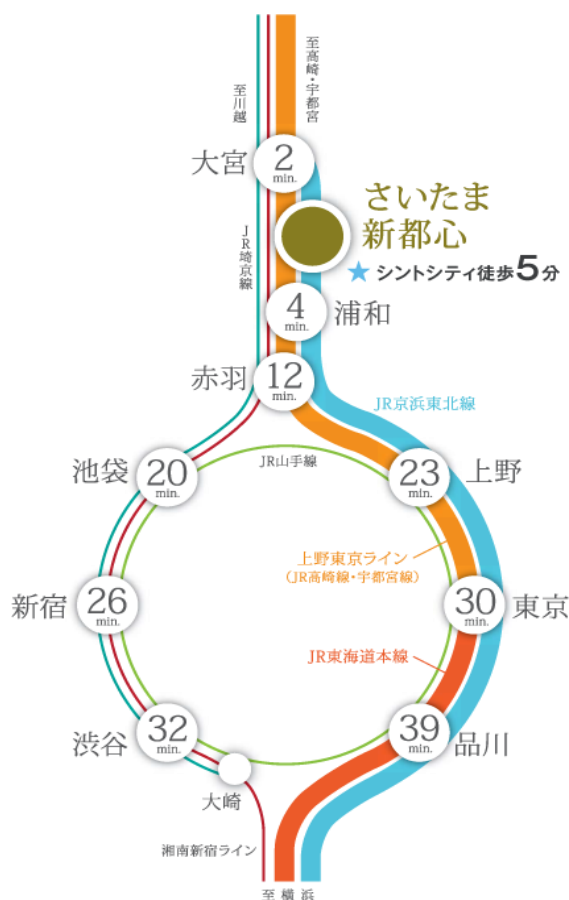 至高崎・宇都宮
至川越
大宮
2
min.
さいたま
新都心
★ シントシティ徒歩5分
JR埼京線
4
min.
浦和
赤羽
12
min.
JR京浜東北線
池袋
20
min.
JR山手線
23
min.
上野
上野東京ライン
（JR高崎線・宇都宮線）
新宿
26
min.
30
min.
東京
JR東海道本線
渋谷
32
min.
39
min.
品川
大崎
湘南新宿ライン
至横浜